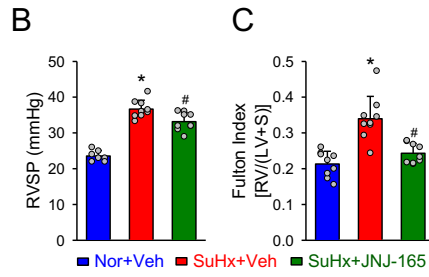 B
C
RVSP (mmHg)
50
40
30
20
10
0
*
#
Fulton Index
[RV/(LV+S)]
0.5
0.4
0.3
0.2
0.1
0.0
*
#
Nor+Veh SuHx+Veh SuHx+JNJ-165